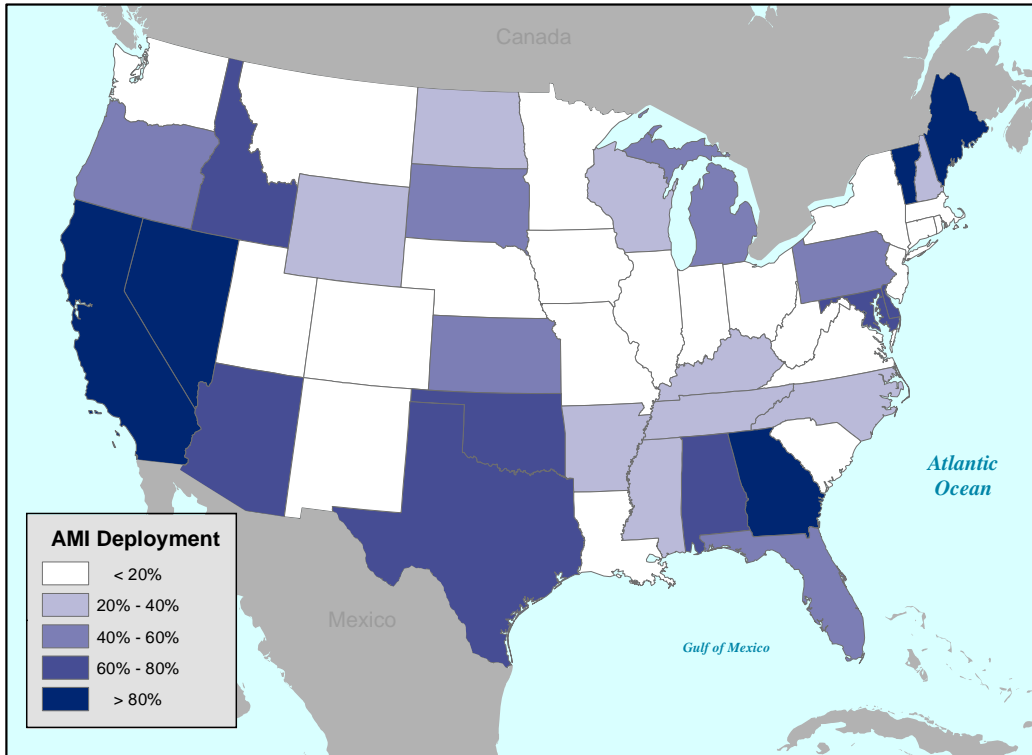 Canada
Atlantic
Ocean
AMI Deployment
< 20%
20% - 40%
40% - 60%
60% - 80%
> 80%
Mexico
Gulf of Mexico